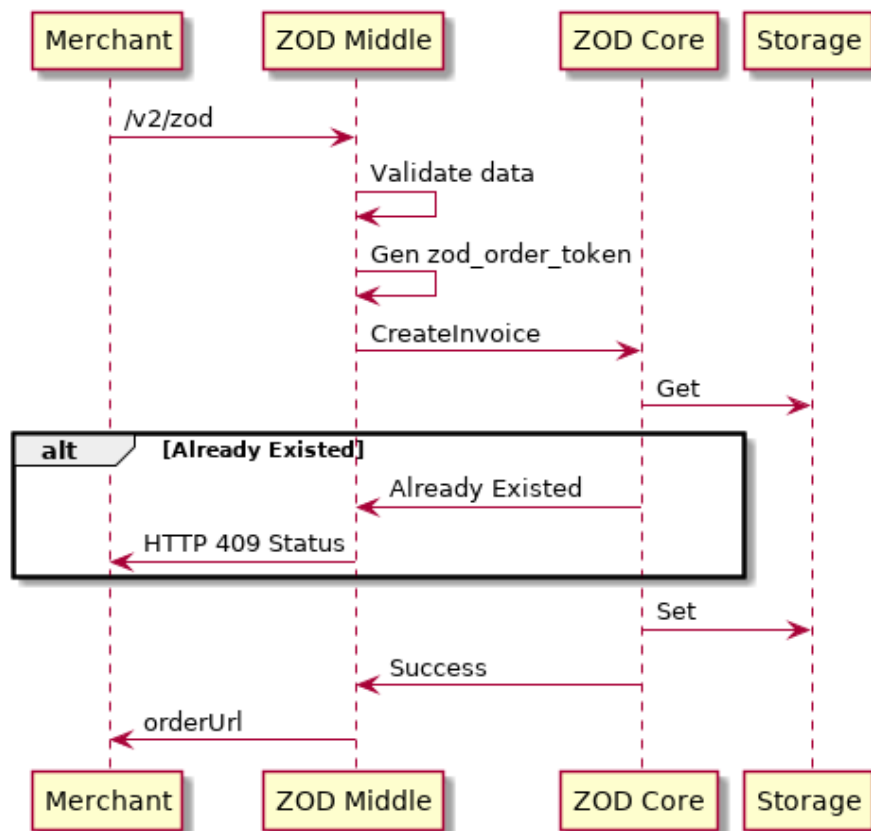 Merchant ZOD Middle ZOD Core Storage
/v2/zod
Validate data
Gen zod_order_token
CreateInvoice
Get
alt [Already Existed]
Already Existed
HTTP 409 Status
Set
Success
orderUrl
Merchant ZOD Middle ZOD Core Storage